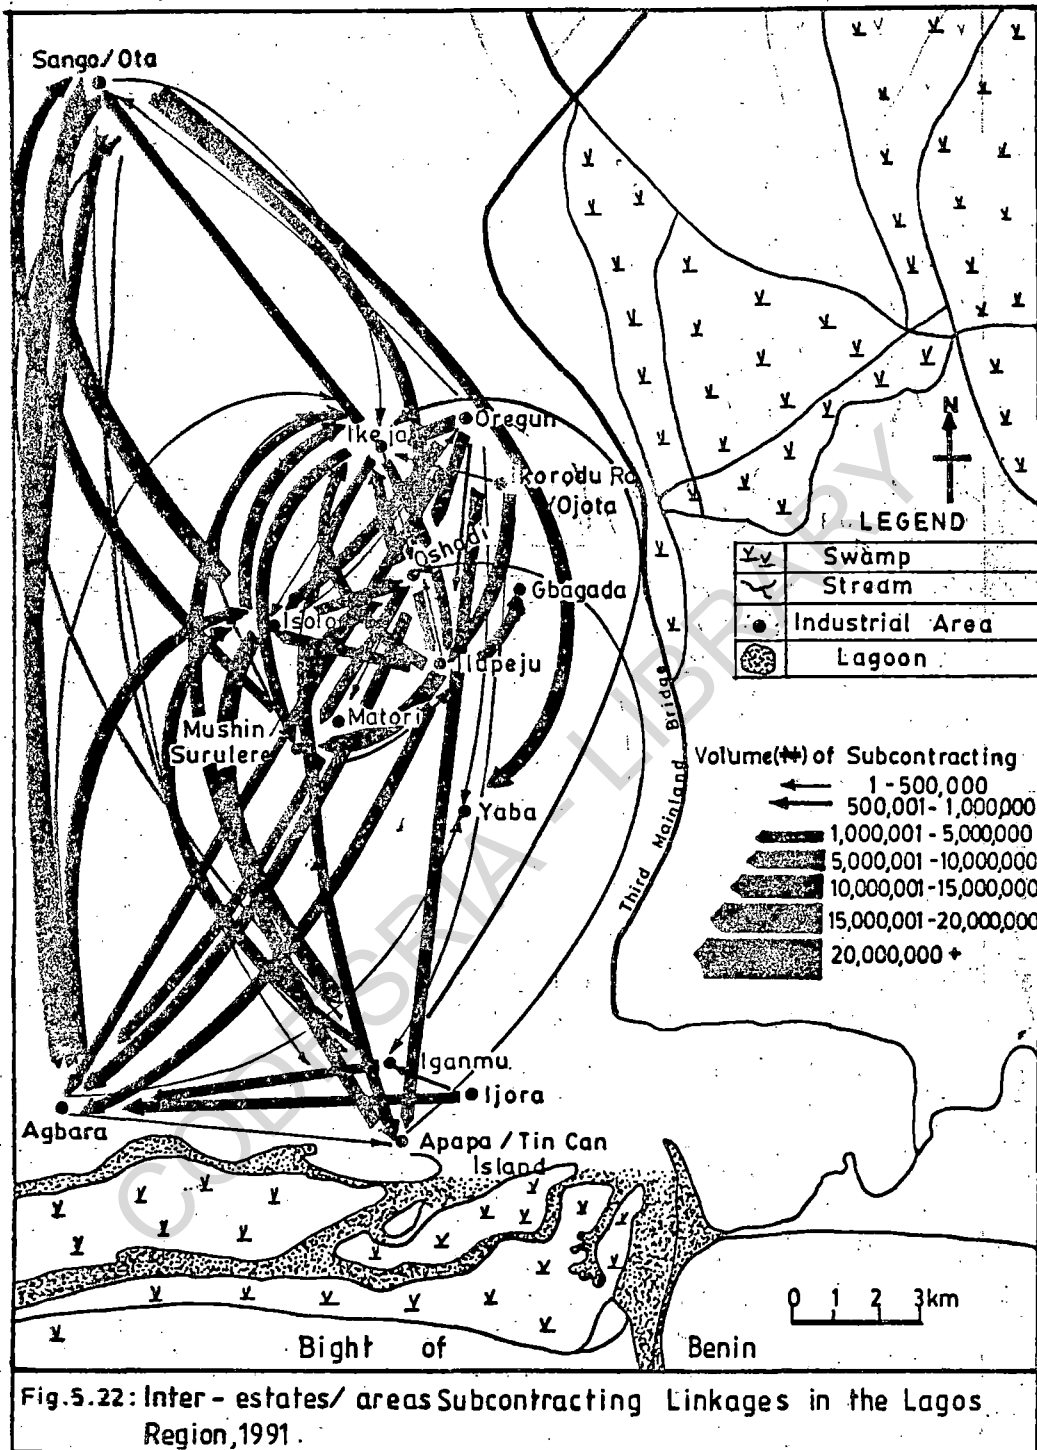 Sango/Ota
Oregun
Ikeja
Ikorodu Rd
/Ojota
Oshodi
Gbagada
Isolo
Ilapeju
Matori
Mushin/
Surulere
Yaba
Iganmu
Ijora
Agbara
Apapa / Tin Can
Island
Third Mainland Bridge
N
LEGEND
Swamp
Stream
Industrial Area
Lagoon
Volume(₦) of Subcontracting
1 - 500,000
500,001 - 1,000,000
1,000,001 - 5,000,000
5,000,001 - 10,000,000
10,000,001 - 15,000,000
15,000,001 - 20,000,000
20,000,000 +
0 1 2 3km
Bight of Benin
Fig.5.22: Inter - estates/ areas Subcontracting Linkages in the Lagos
Region, 1991.
CODESRIA - LIBRARY